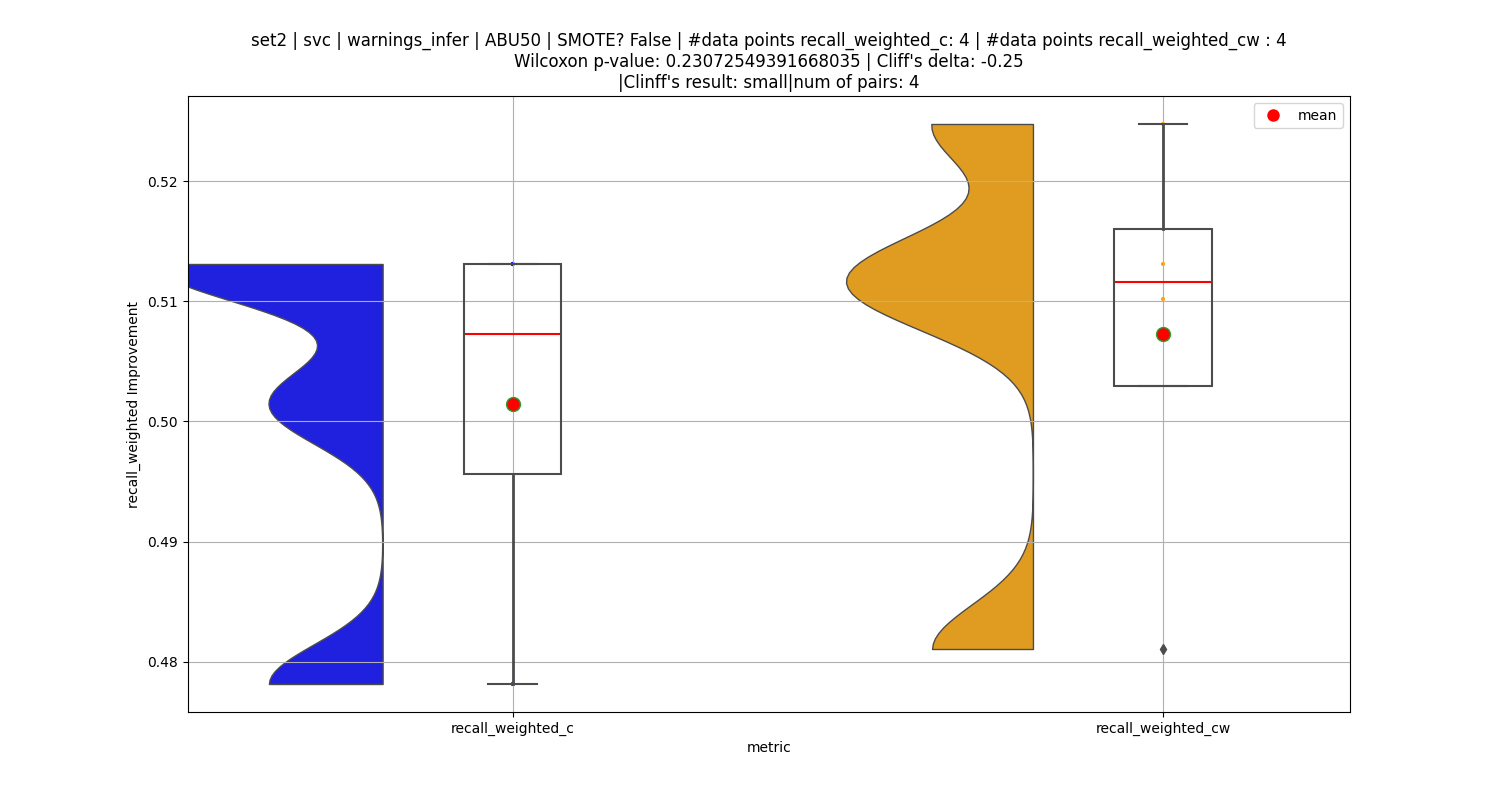 set2 | svc | warnings_infer | ABU50 | SMOTE? False | #data points recall_weighted_c: 4 | #data points recall_weighted_cw : 4
Wilcoxon p-value: 0.23072549391668035 | Cliff's delta: -0.25
|Clinff's result: small|num of pairs: 4
mean
0.52
0.51
0.50
0.49
0.48
recall_weighted Improvement
recall_weighted_c
recall_weighted_cw
metric